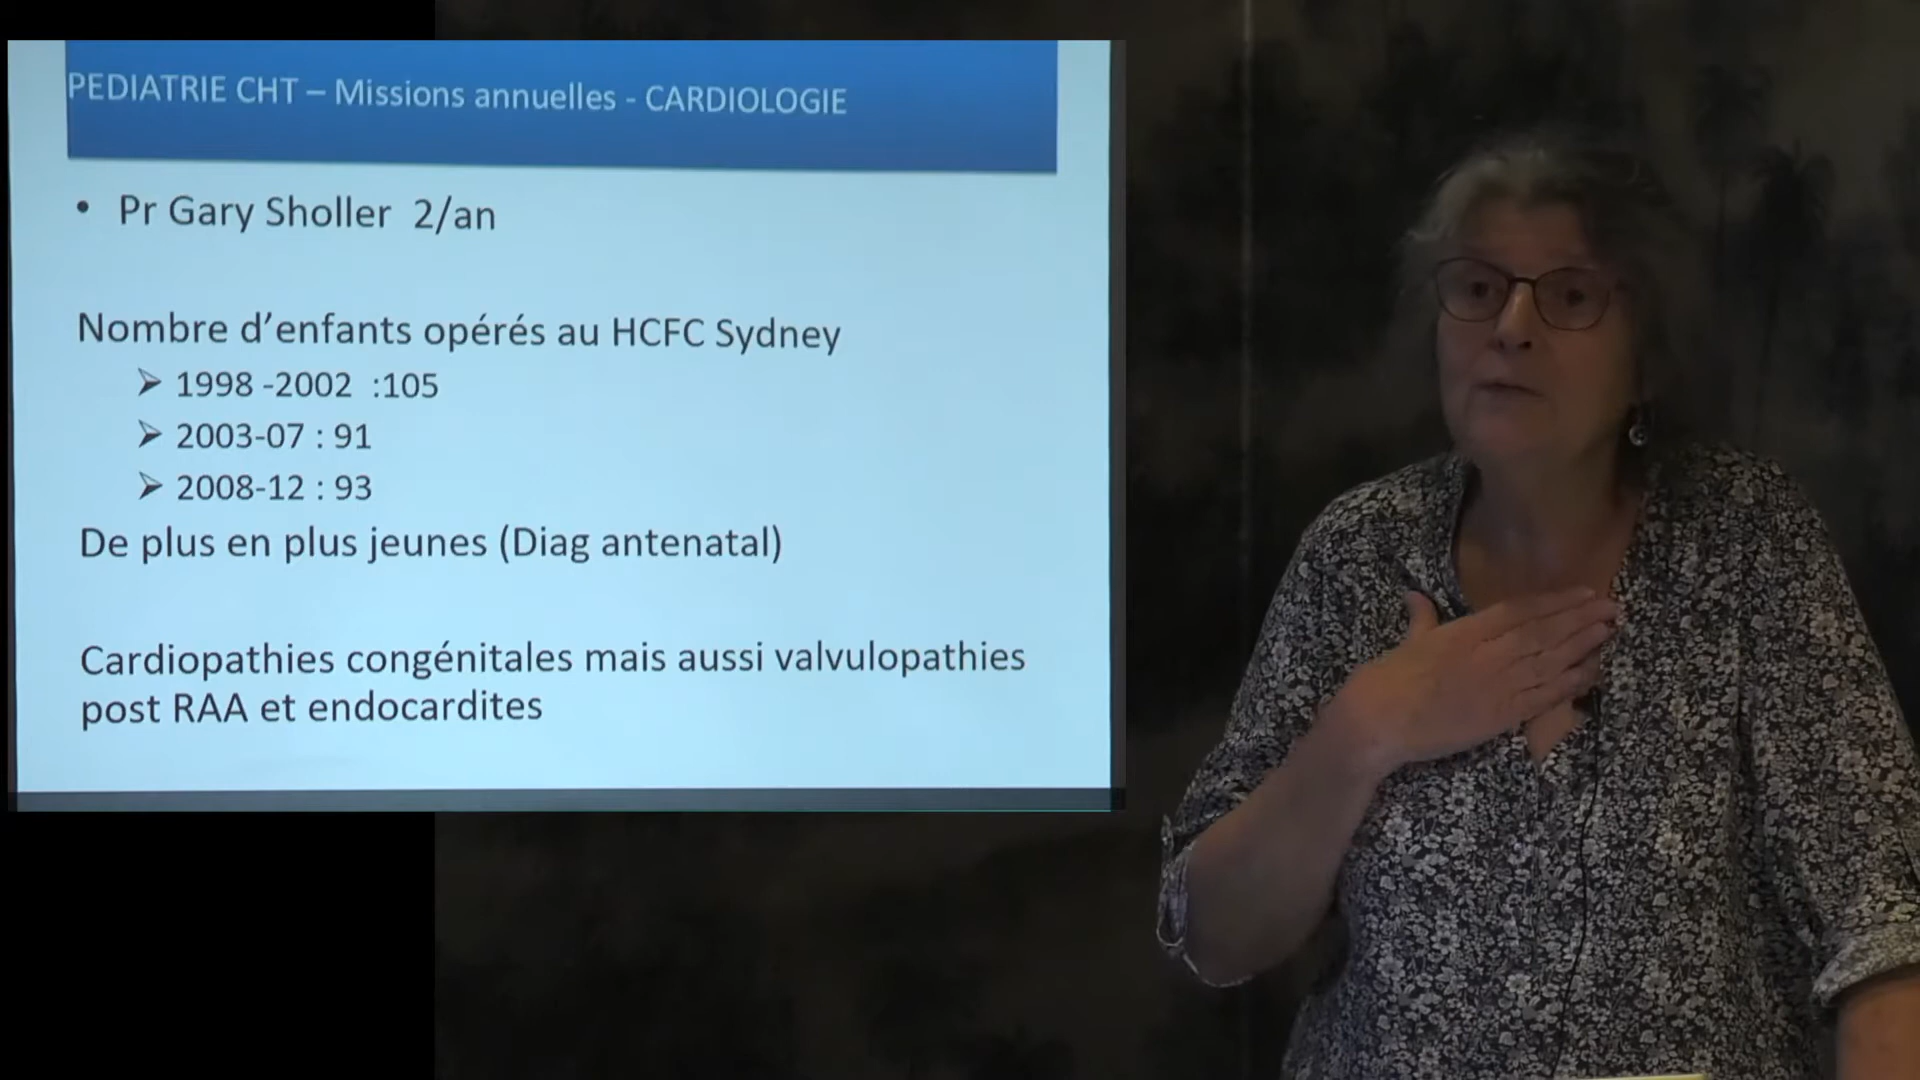 PEDIATRIE CHT – Missions annuelles - CARDIOLOGIE
• Pr Gary Sholler 2/an
Nombre d’enfants opérés au HCFC Sydney
➢ 1998 -2002 :105
➢ 2003-07 : 91
➢ 2008-12 : 93
De plus en plus jeunes (Diag antenatal)
Cardiopathies congénitales mais aussi valvulopathies
post RAA et endocardites